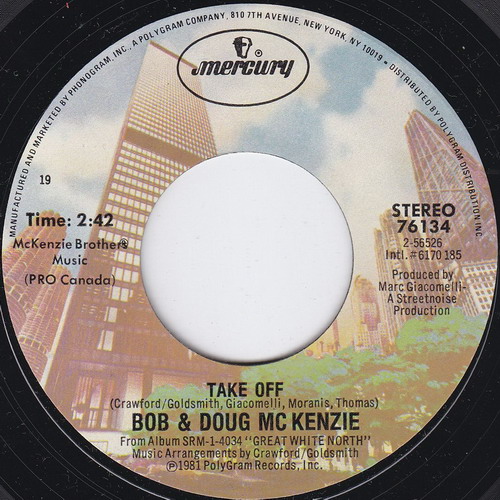 MANUFACTURED AND MARKETED BY PHONOGRAM, INC., A POLYGRAM COMPANY, 810 7TH AVENUE, NEW YORK, NY 10019 • DISTRIBUTED BY POLYGRAM DISTRIBUTION, INC.
mercury®
19
Time: 2:42
McKenzie Brothers
Music
(PRO Canada)
STEREO
76134
2-56526
Intl. #6170 185
Produced by
Marc Giacomelli-
A Streetnoise
Production
TAKE OFF
(Crawford/Goldsmith, Giacomelli, Moranis, Thomas)
BOB & DOUG MC KENZIE
From Album SRM-1-4034 "GREAT WHITE NORTH"
Music Arrangements by Crawford/Goldsmith
℗1981 PolyGram Records, Inc.